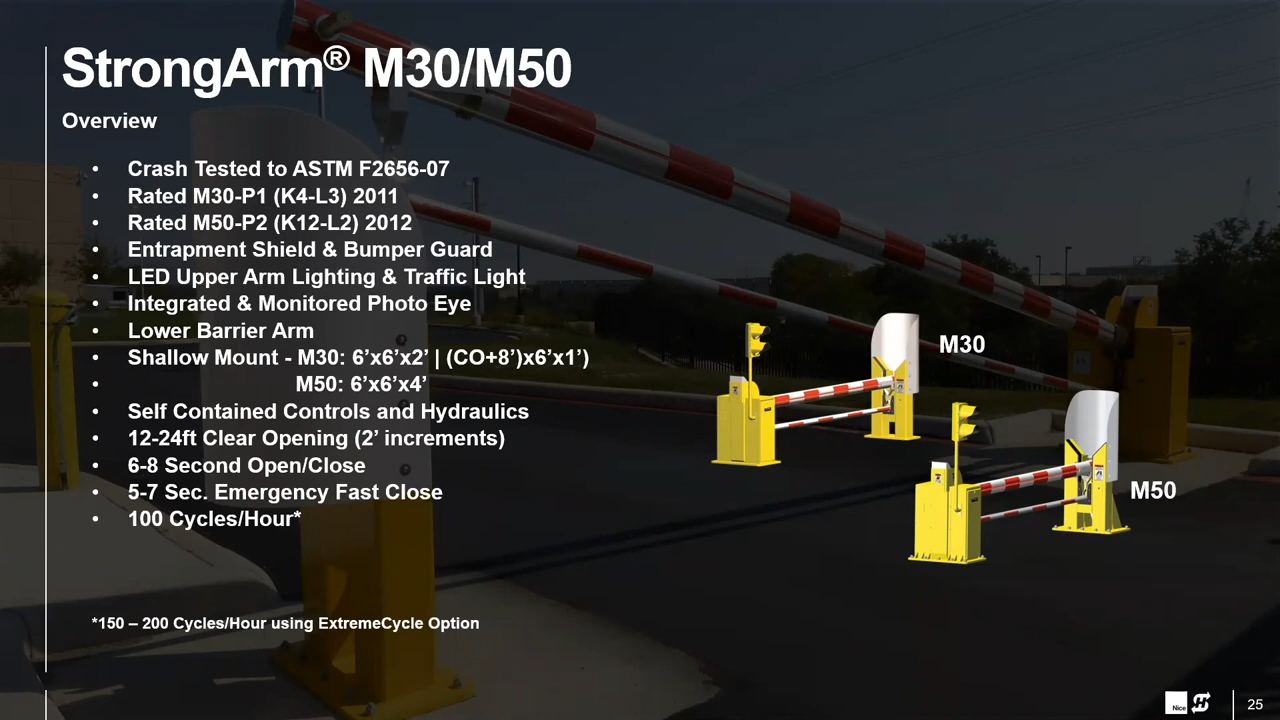 StrongArm® M30/M50
Overview
• Crash Tested to ASTM F2656-07
• Rated M30-P1 (K4-L3) 2011
• Rated M50-P2 (K12-L2) 2012
• Entrapment Shield & Bumper Guard
• LED Upper Arm Lighting & Traffic Light
• Integrated & Monitored Photo Eye
• Lower Barrier Arm
• Shallow Mount - M30: 6’x6’x2’ | (CO+8’)x6’x1’)
• M50: 6’x6’x4’
• Self Contained Controls and Hydraulics
• 12-24ft Clear Opening (2’ increments)
• 6-8 Second Open/Close
• 5-7 Sec. Emergency Fast Close
• 100 Cycles/Hour*
*150 – 200 Cycles/Hour using ExtremeCycle Option
M30
M50
Nice
25